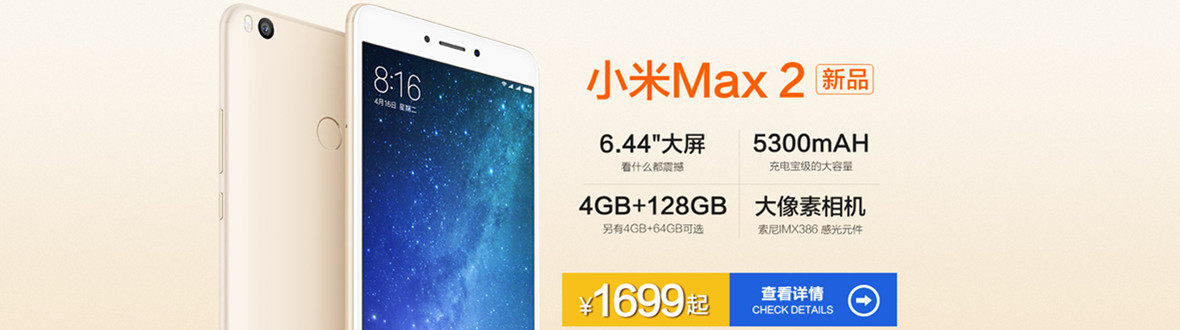 8:16
4月16日 星期二
小米Max 2 新品
6.44"大屏
看什么都震撼
5300mAH
充电宝级的大容量
4GB+128GB
另有4GB+64GB可选
大像素相机
索尼IMX386 感光元件
¥1699起
查看详情
CHECK DETAILS